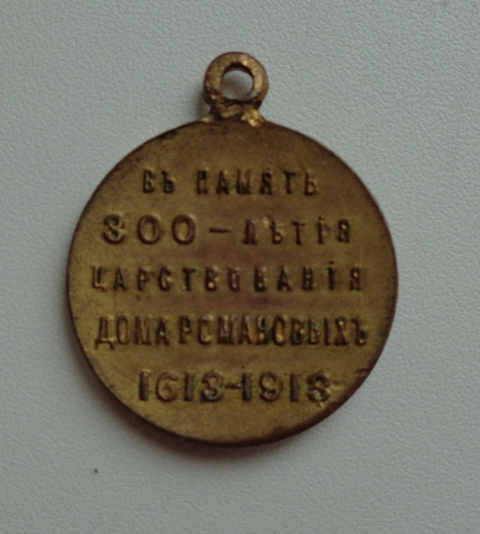 ВЪ ПАМЯТЬ
300-ЛѢТІЯ
ЦАРСТВОВАНІЯ
ДОМА РОМАНОВЫХЪ
1613-1913